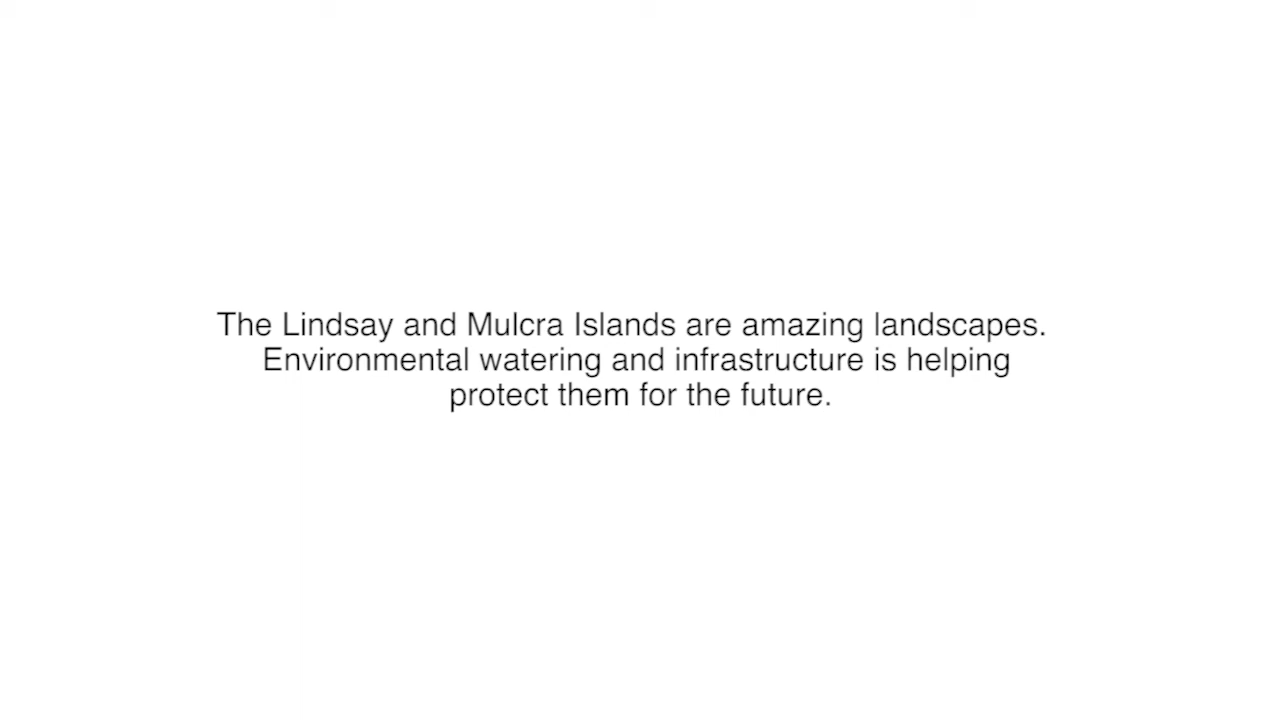 The Lindsay and Mulcra Islands are amazing landscapes.
Environmental watering and infrastructure is helping
protect them for the future.